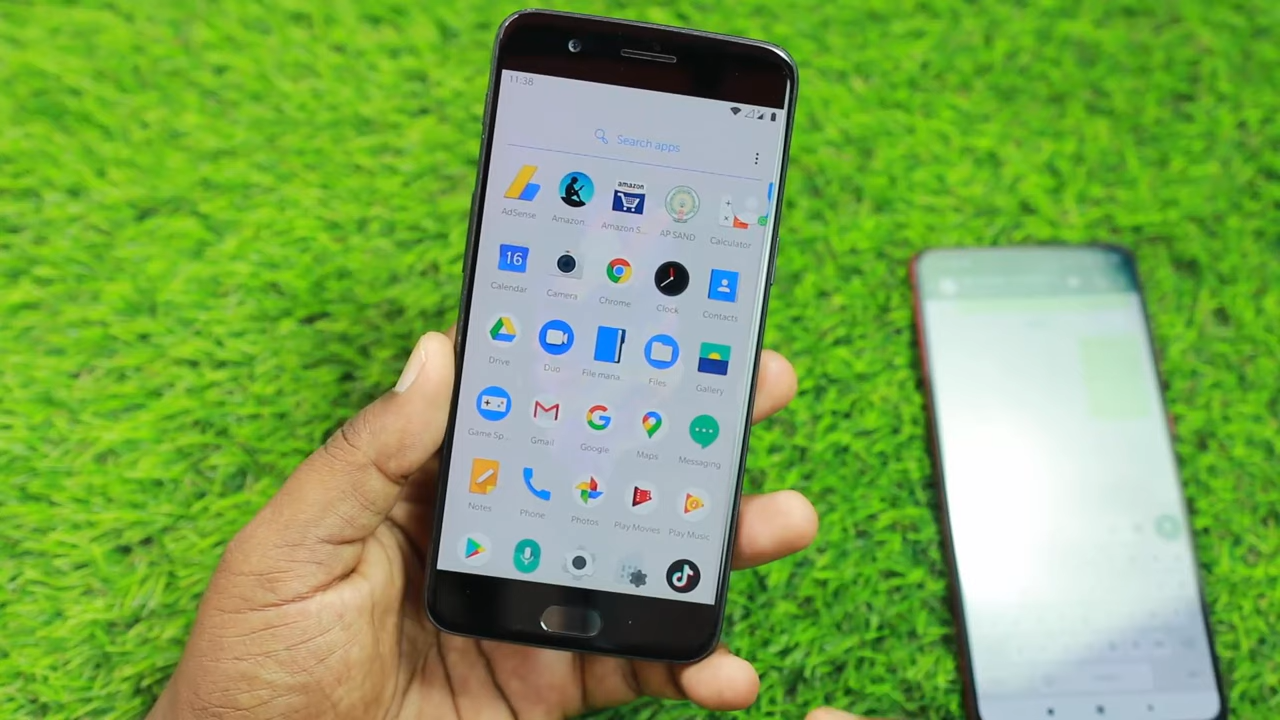 11:38
Search apps
AdSense
Amazon...
amazon
Amazon S...
AP SAND
Calculator
16
Calendar
Camera
Chrome
Clock
Contacts
Drive
Duo
File mana...
Files
Gallery
Game Sp...
Gmail
Google
Maps
Messaging
Notes
Phone
Photos
Play Movies
Play Music